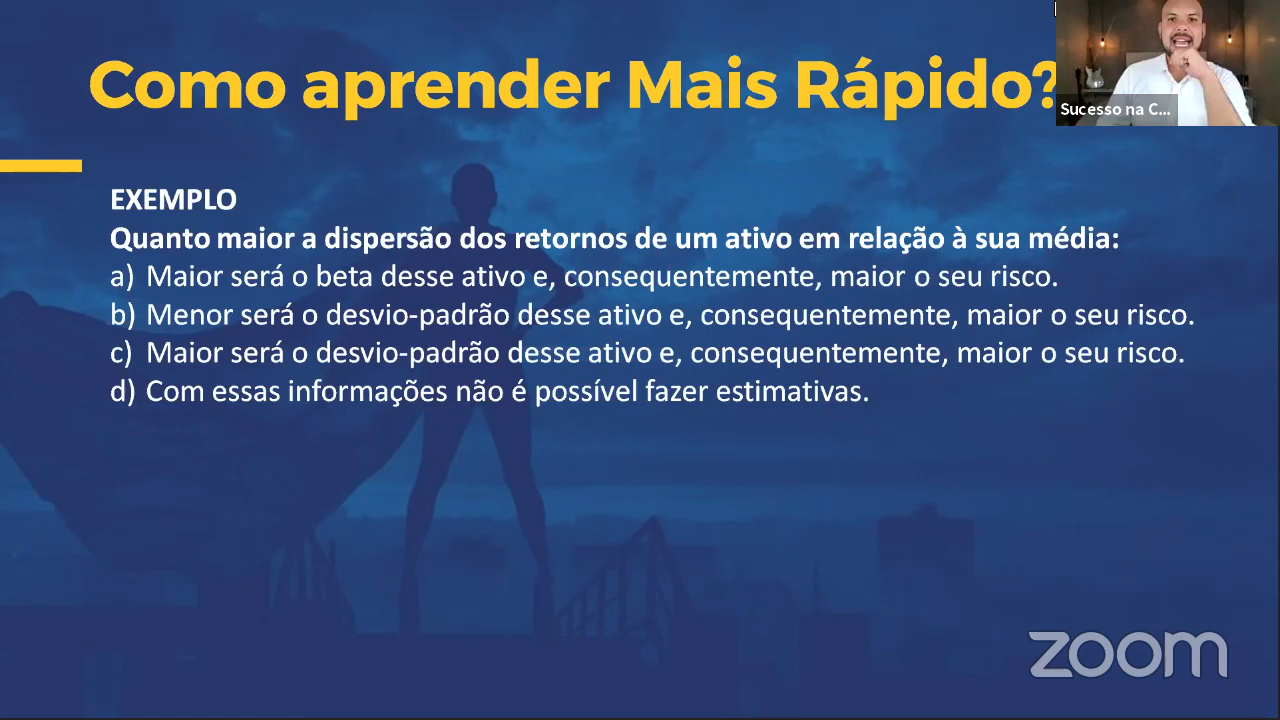 Como aprender Mais Rápido?
Sucesso na C...
EXEMPLO
Quanto maior a dispersão dos retornos de um ativo em relação à sua média:
a) Maior será o beta desse ativo e, consequentemente, maior o seu risco.
b) Menor será o desvio-padrão desse ativo e, consequentemente, maior o seu risco.
c) Maior será o desvio-padrão desse ativo e, consequentemente, maior o seu risco.
d) Com essas informações não é possível fazer estimativas.
zoom